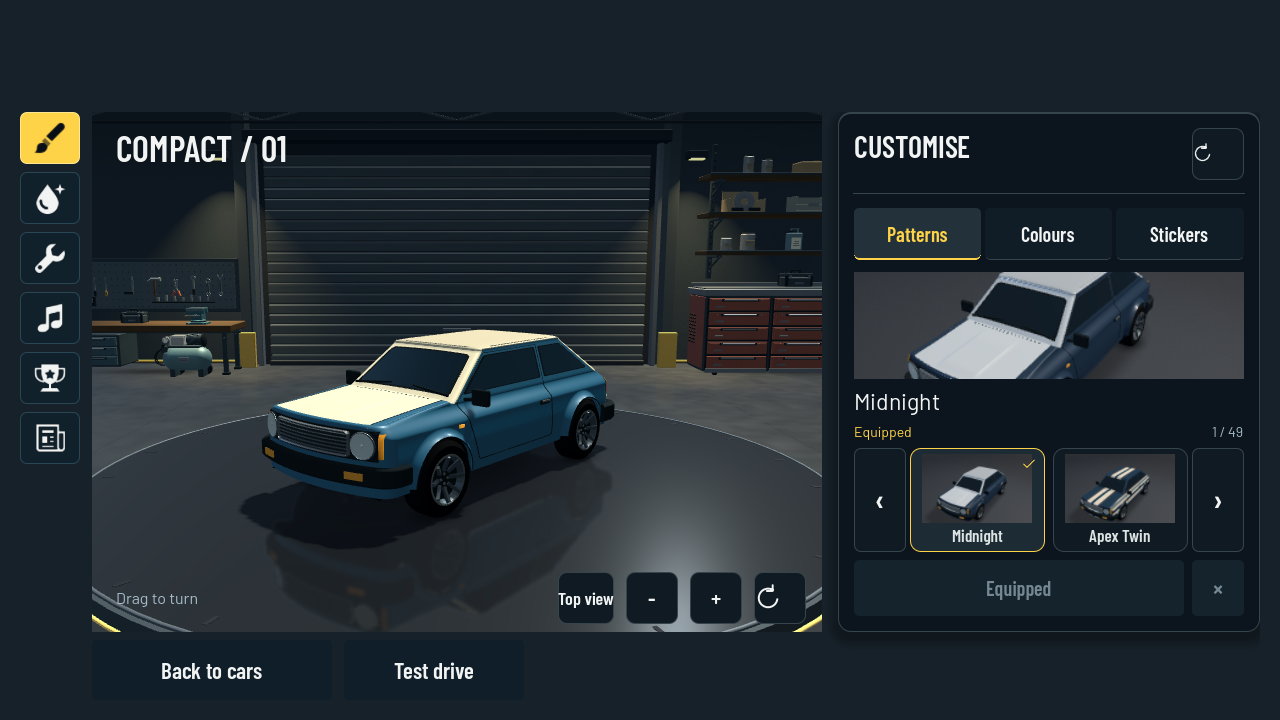 COMPACT / 01
CUSTOMISE
Patterns
Colours
Stickers
Midnight
Equipped
1 / 49
‹
Midnight
Apex Twin
›
Drag to turn
Top view
-
+
Equipped
×
Back to cars
Test drive